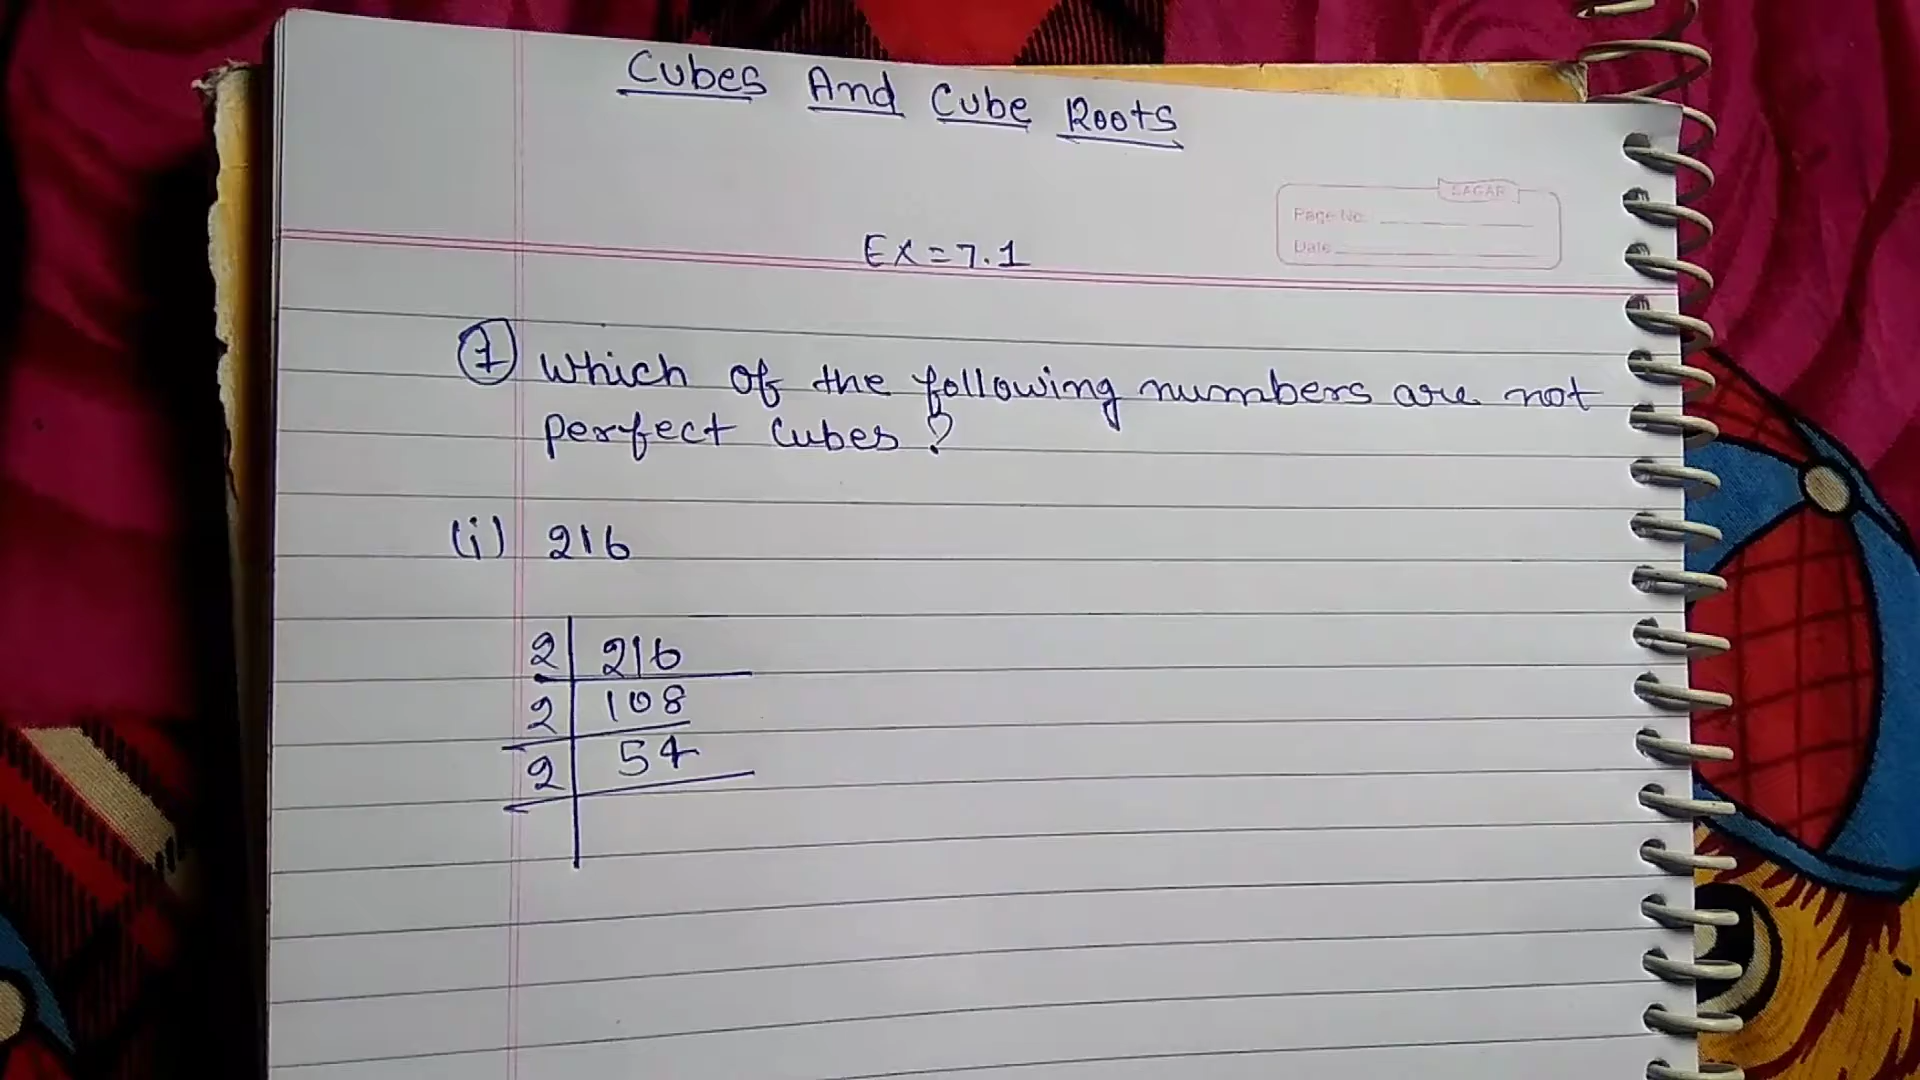 Cubes And Cube Roots
SAGAR
Page No.
Date
Ex = 7.1
1 Which of the following numbers are not
perfect cubes ?
(i) 216
2 216
2 108
2 54